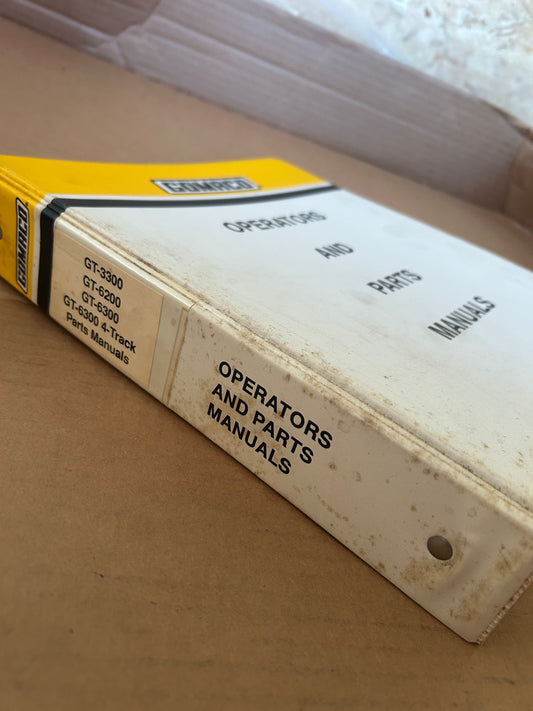 GOMACO
OPERATORS
AND
PARTS
MANUALS
GOMACO
GT-3300
GT-6200
GT-6300
GT-6300 4-Track
Parts Manuals
OPERATORS
AND PARTS
MANUALS